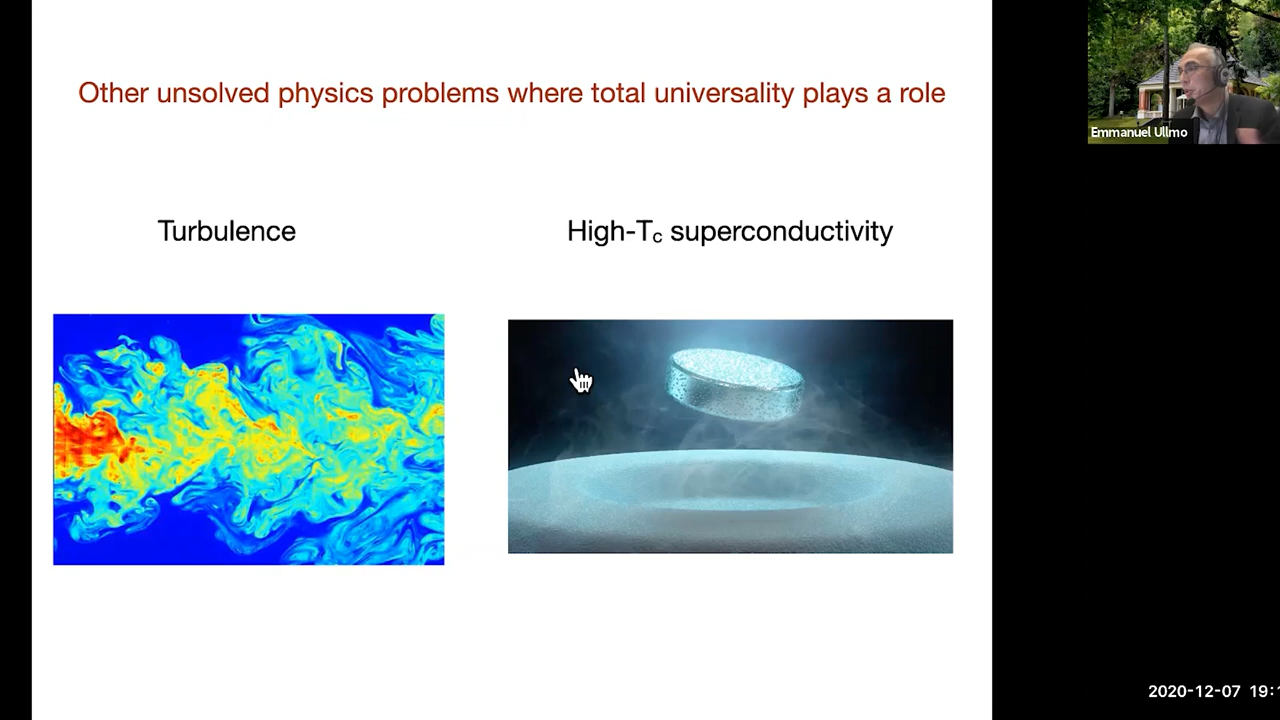 Other unsolved physics problems where total universality plays a role
Turbulence
High-Tc superconductivity
Emmanuel Ullmo
2020-12-07 19:1